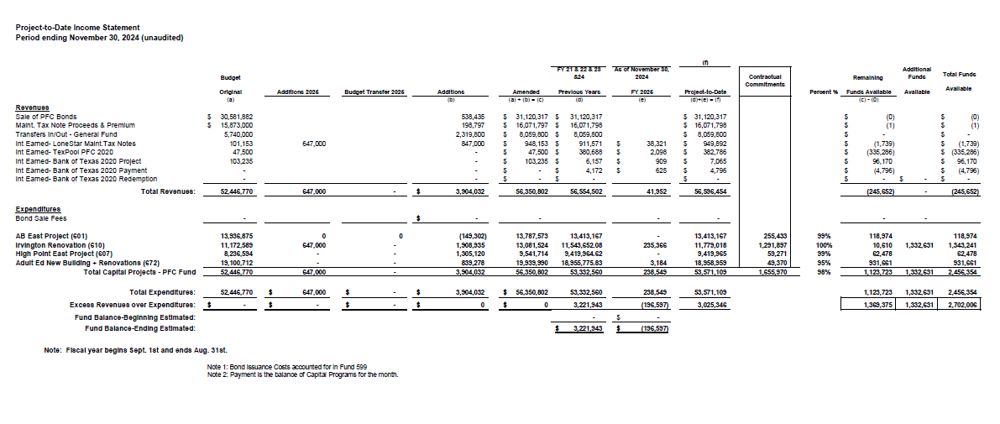 Project-to-Date Income Statement
Period ending November 30, 2024 (unaudited)
(f)
Budget FY 21 & 22 & 23 &24 As of November 30, 2024 Contractual Commitments Remaining Additional Funds Total Funds
Original Additions 2025 Budget Transfer 2025 Additions Amended Previous Years FY 2025 Project-to-Date Percent % Funds Available Available Available
(a) (b) (a) + (b) = (c) (d) (e) (d)+(e) = (f) (c) - (D)
Revenues
Sale of PFC Bonds $ 30,581,882 538,435 $ 31,120,317 $ 31,120,317 $ 31,120,317 $ (0) $ (0)
Maint. Tax Note Proceeds & Premium $ 15,873,000 198,797 $ 16,071,797 $ 16,071,798 $ 16,071,798 $ (1) $ (1)
Transfers In/Out - General Fund 5,740,000 2,319,800 $ 8,059,800 $ 8,059,800 $ 8,059,800 $ - $ -
Int Earned- LoneStar Maint.Tax Notes 101,153 647,000 847,000 $ 948,153 $ 911,571 $ 38,321 $ 949,892 $ (1,739) $ (1,739)
Int Earned- TexPool PFC 2020 47,500 - $ 47,500 $ 380,688 $ 2,098 $ 382,786 $ (335,286) $ (335,286)
Int Earned- Bank of Texas 2020 Project 103,235 - $ 103,235 $ 6,157 $ 909 $ 7,065 $ 96,170 $ 96,170
Int Earned- Bank of Texas 2020 Payment - - $ - $ 4,172 $ 625 $ 4,796 $ (4,796) $ (4,796)
Int Earned- Bank of Texas 2020 Redemption - - $ - $ - $ - $ - $ - $ -
Total Revenues: 52,446,770 647,000 - $ 3,904,032 56,350,802 56,554,502 41,952 56,596,454 (245,652) - (245,652)
Expenditures
Bond Sale Fees - $ - - - - - - -
AB East Project (601) 13,936,875 0 0 (149,302) 13,787,573 13,413,167 - 13,413,167 255,433 99% 118,974 118,974
Irvington Renovation (610) 11,172,589 647,000 - 1,908,935 13,081,524 11,543,652.08 235,366 11,779,018 1,291,897 100% 10,610 1,332,631 1,343,241
High Point East Project (607) 8,236,594 - - 1,305,120 9,541,714 9,419,964.62 - 9,419,965 59,271 99% 62,478 62,478
Adult Ed New Building + Renovations (672) 19,100,712 - - 839,278 19,939,990 18,955,775.83 3,184 18,958,959 49,370 95% 931,661 931,661
Total Capital Projects - PFC Fund 52,446,770 647,000 - 3,904,032 56,350,802 53,332,560 238,549 53,571,109 1,655,970 98% 1,123,723 1,332,631 2,456,354
Total Expenditures: 52,446,770 $ 647,000 $ - $ 3,904,032 $ 56,350,802 53,332,560 238,549 53,571,109 1,123,723 1,332,631 2,456,354
Excess Revenues over Expenditures: $ - $ - $ - $ 0 $ 0 3,221,943 (196,597) 3,025,346 1,369,375 1,332,631 2,702,006
Fund Balance-Beginning Estimated: - $ -
Fund Balance-Ending Estimated: $ 3,221,943 $ (196,597)
Note: Fiscal year begins Sept. 1st and ends Aug. 31st.
Note 1: Bond Issuance Costs accounted for in Fund 599
Note 2: Payment is the balance of Capital Programs for the month.